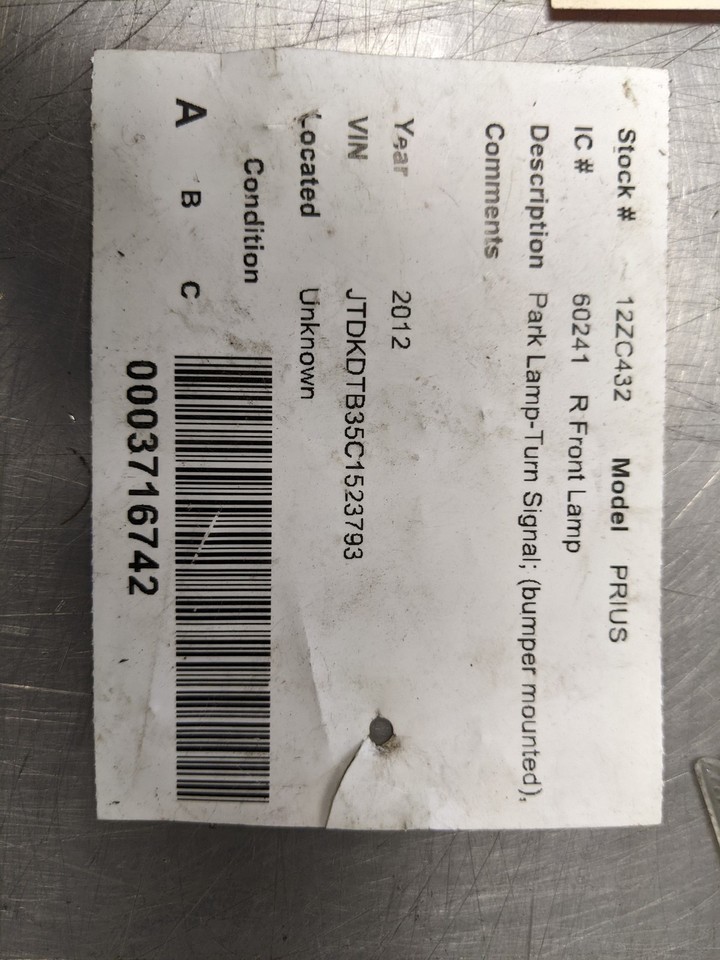 Stock # 12ZC432 Model PRIUS
IC # 60241 R Front Lamp
Description Park Lamp-Turn Signal; (bumper mounted),
Comments
Year 2012
VIN JTDKDTB35C1523793
Located Unknown
Condition
A B C
0003716742